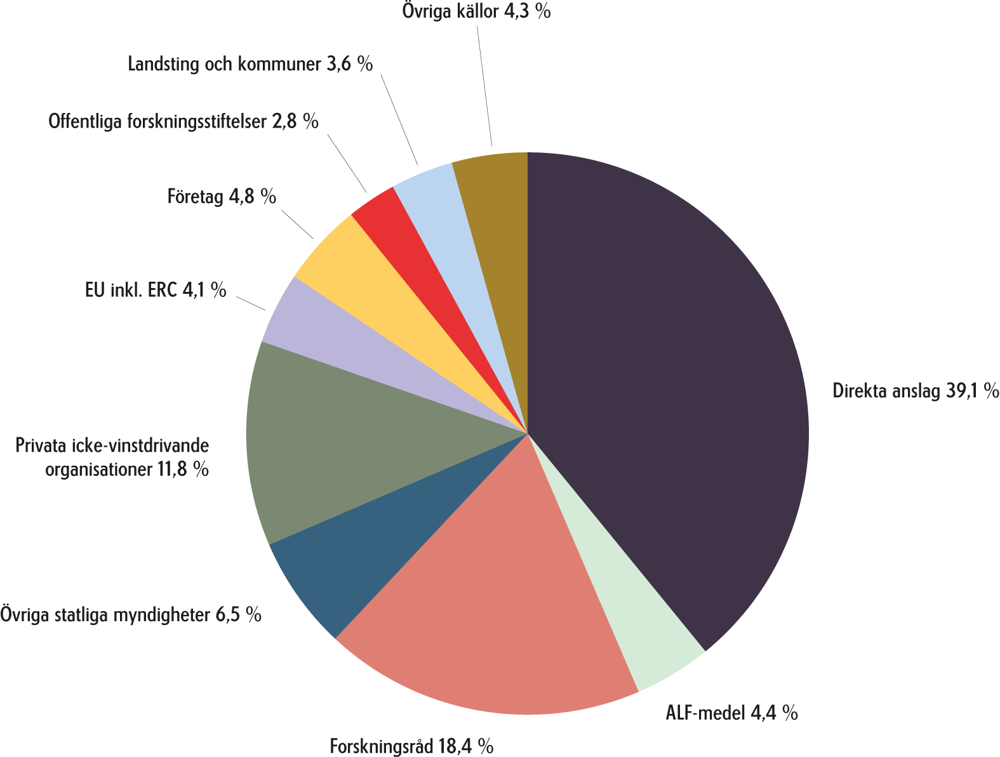 Övriga källor 4,3 %
Landsting och kommuner 3,6 %
Offentliga forskningsstiftelser 2,8 %
Företag 4,8 %
EU inkl. ERC 4,1 %
Direkta anslag 39,1 %
Privata icke-vinstdrivande
organisationer 11,8 %
Övriga statliga myndigheter 6,5 %
ALF-medel 4,4 %
Forskningsråd 18,4 %